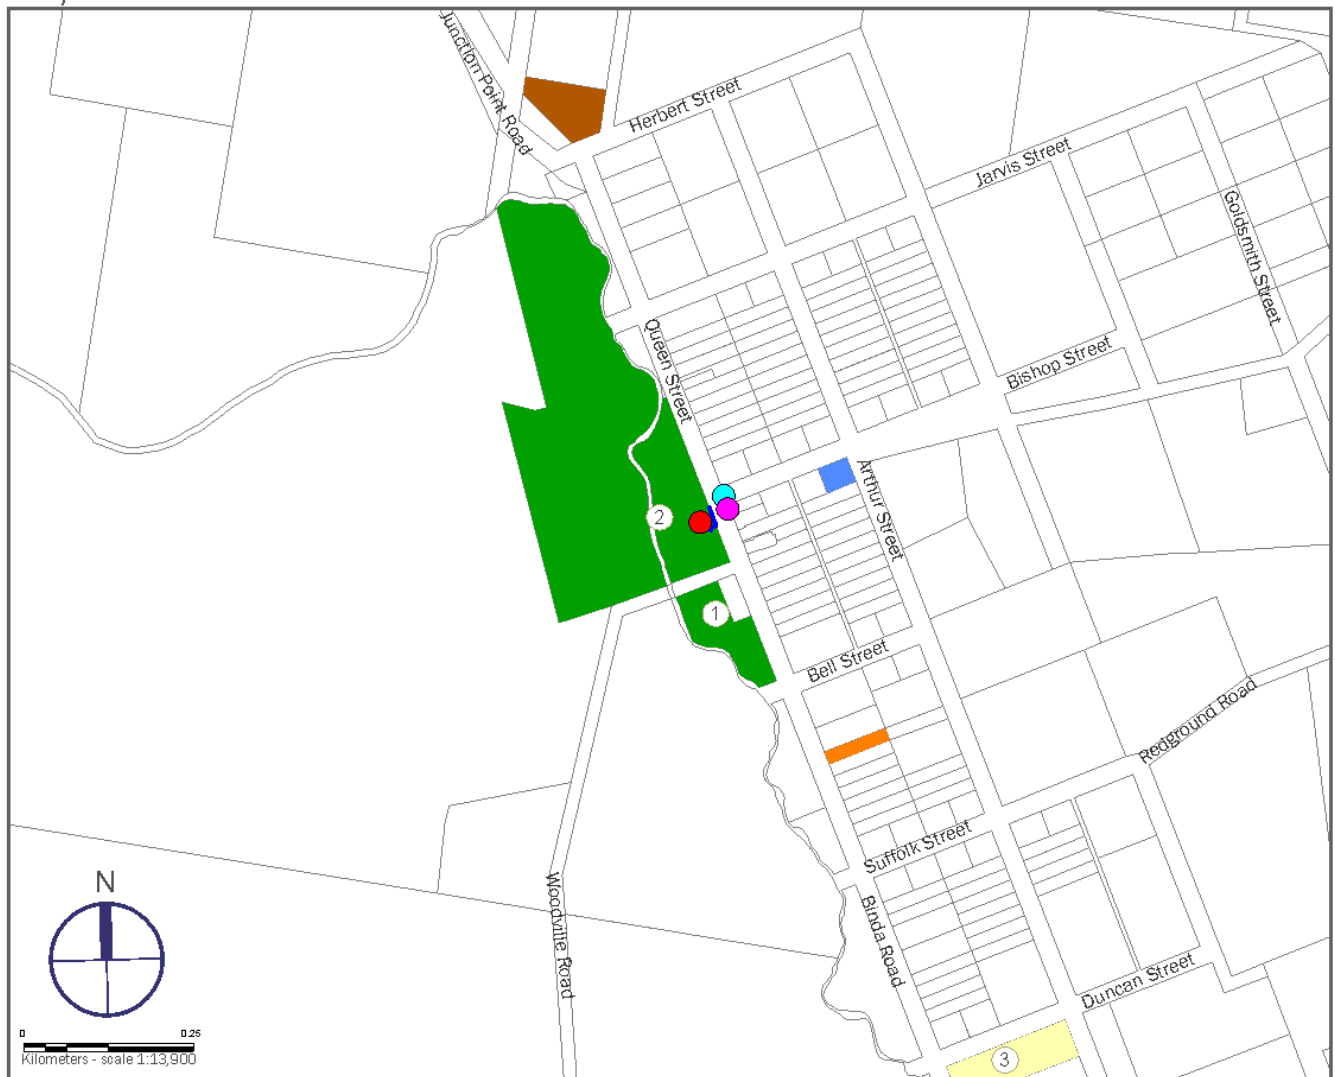 Junction Point Road
Herbert Street
Jarvis Street
Goldsmith Street
Queen Street
Bishop Street
Arthur Street
2
1
Bell Street
Redground Road
Suffolk Street
Woodville Road
Binda Road
Duncan Street
3
N
0 0.25
Kilometers - scale 1:13,900